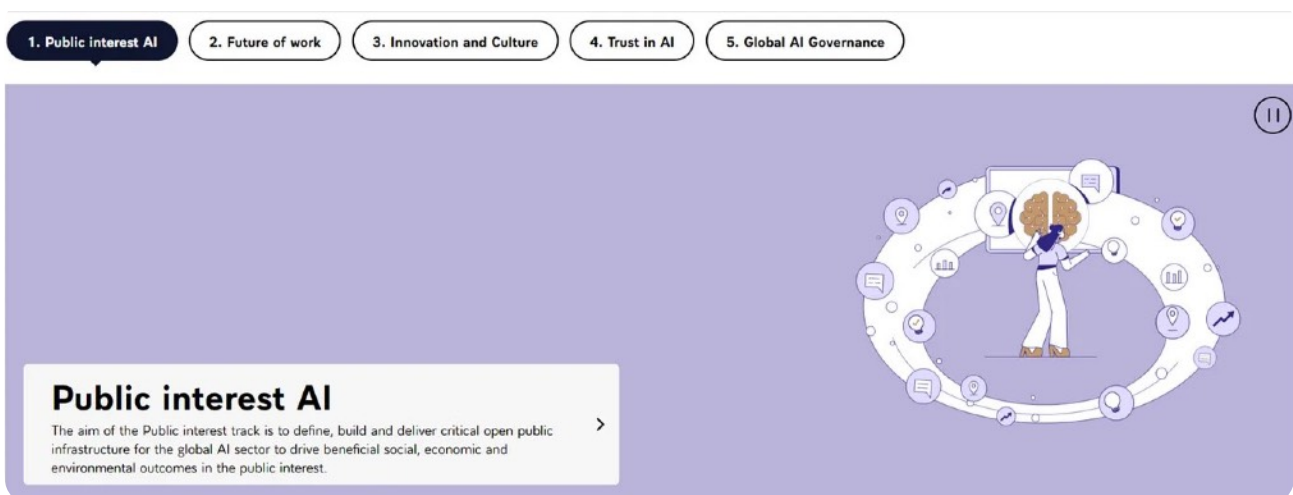 1. Public interest AI
2. Future of work
3. Innovation and Culture
4. Trust in AI
5. Global AI Governance
Public interest AI
The aim of the Public interest track is to define, build and deliver critical open public
infrastructure for the global AI sector to drive beneficial social, economic and
environmental outcomes in the public interest.